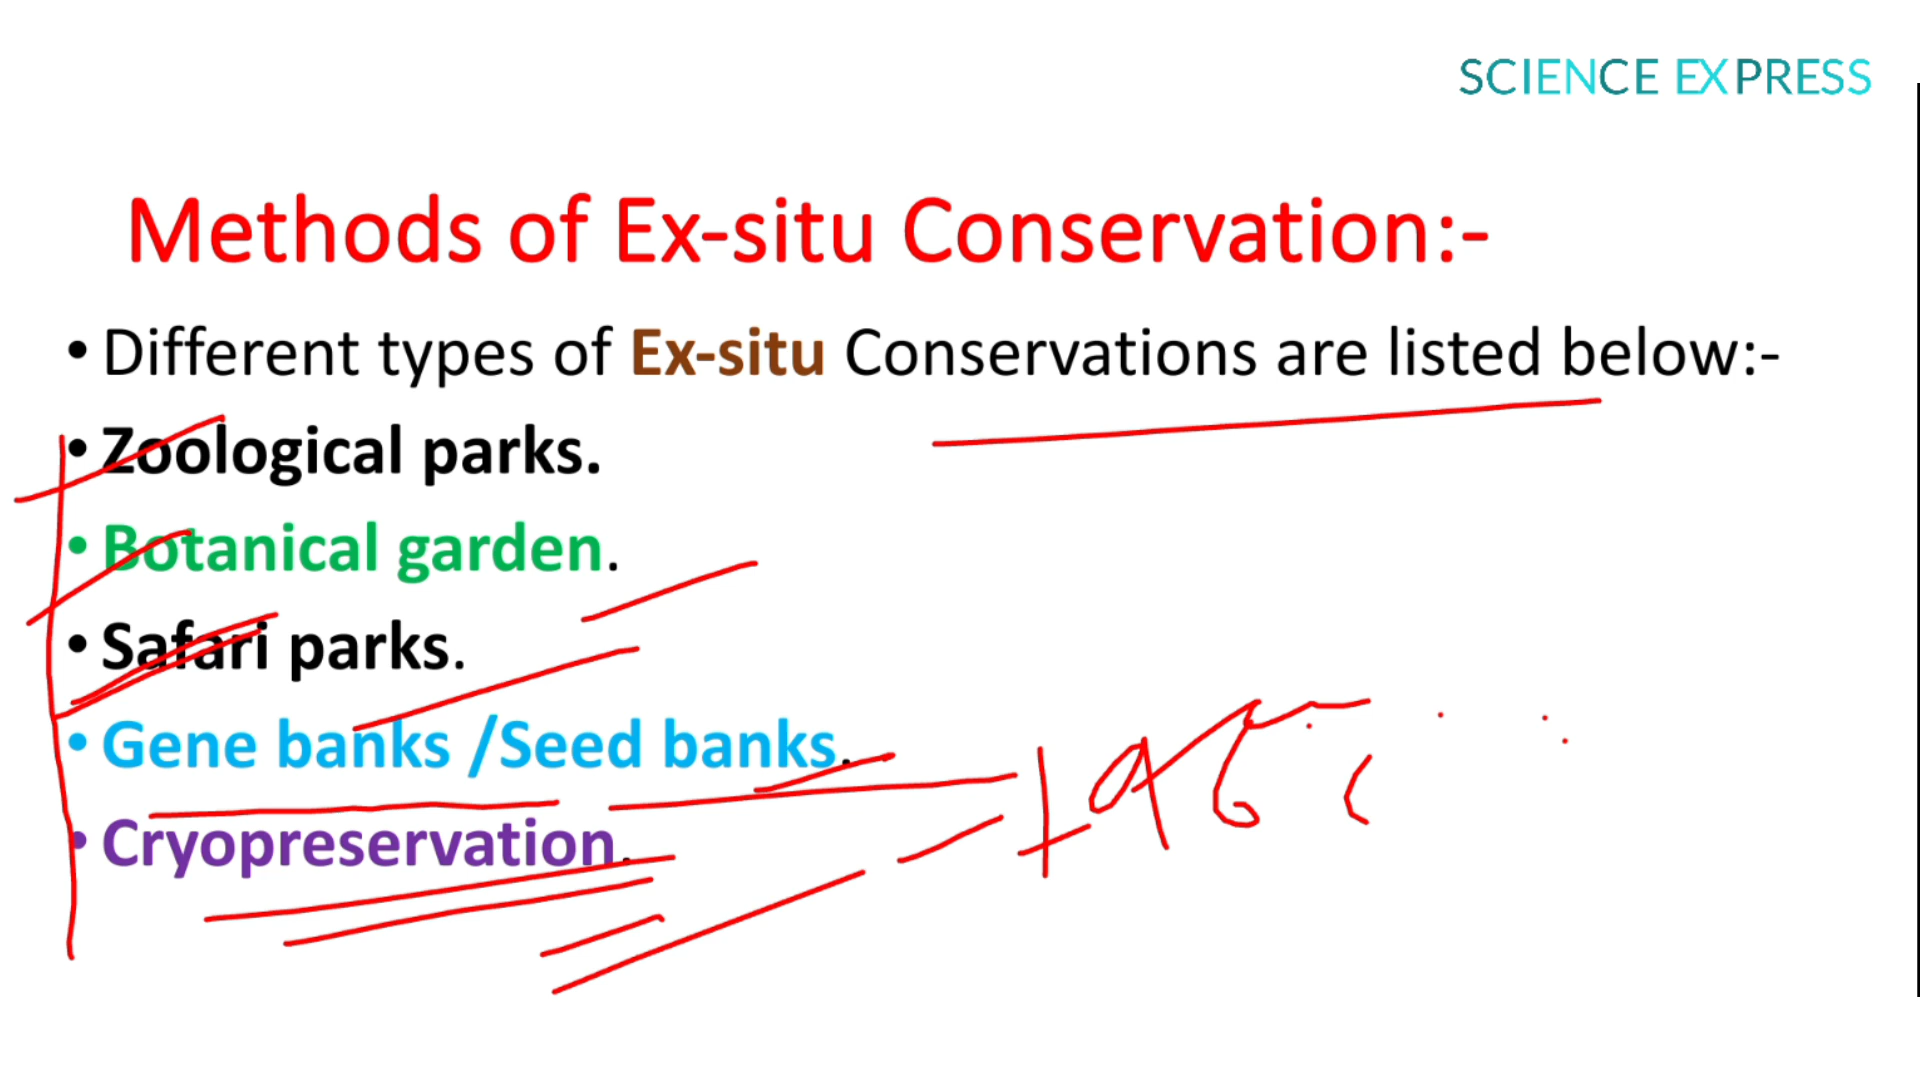 SCIENCE EXPRESS
Methods of Ex-situ Conservation:-
• Different types of Ex-situ Conservations are listed below:-
• Zoological parks.
• Botanical garden.
• Safari parks.
• Gene banks /Seed banks.
• Cryopreservation.